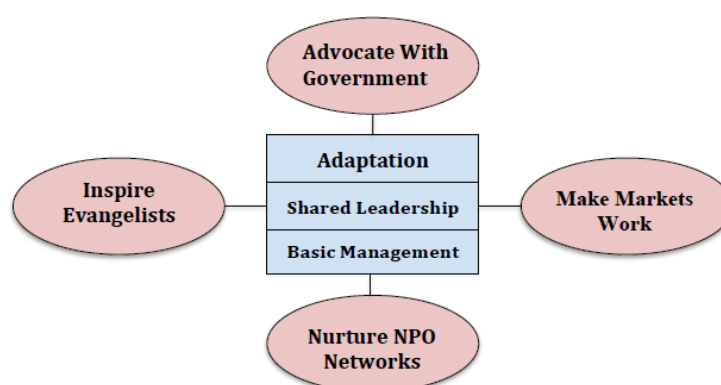 Advocate With
Government
Adaptation
Inspire
Evangelists
Shared Leadership
Make Markets
Work
Basic Management
Nurture NPO
Networks